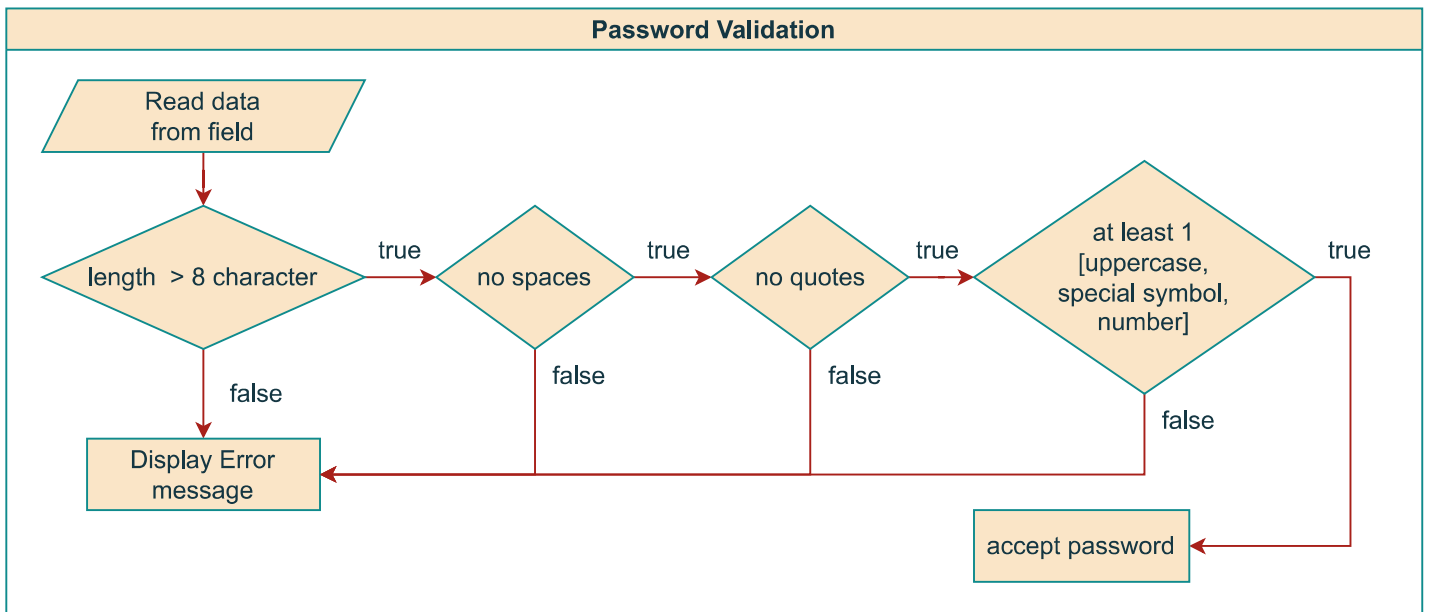 Password Validation
Read data
from field
length > 8 character
true
no spaces
true
no quotes
true
at least 1
[uppercase,
special symbol,
number]
true
false
false
false
false
Display Error
message
accept password